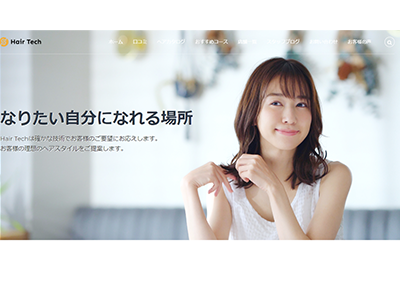 Hair Tech
ホーム
口コミ
おすすめコース
ブログ
お客様の声
なりたい自分になれる場所
Hair Techは確かな技術でお客様のご要望にお応えします。
お客様の理想のヘアスタイルをご提案します。